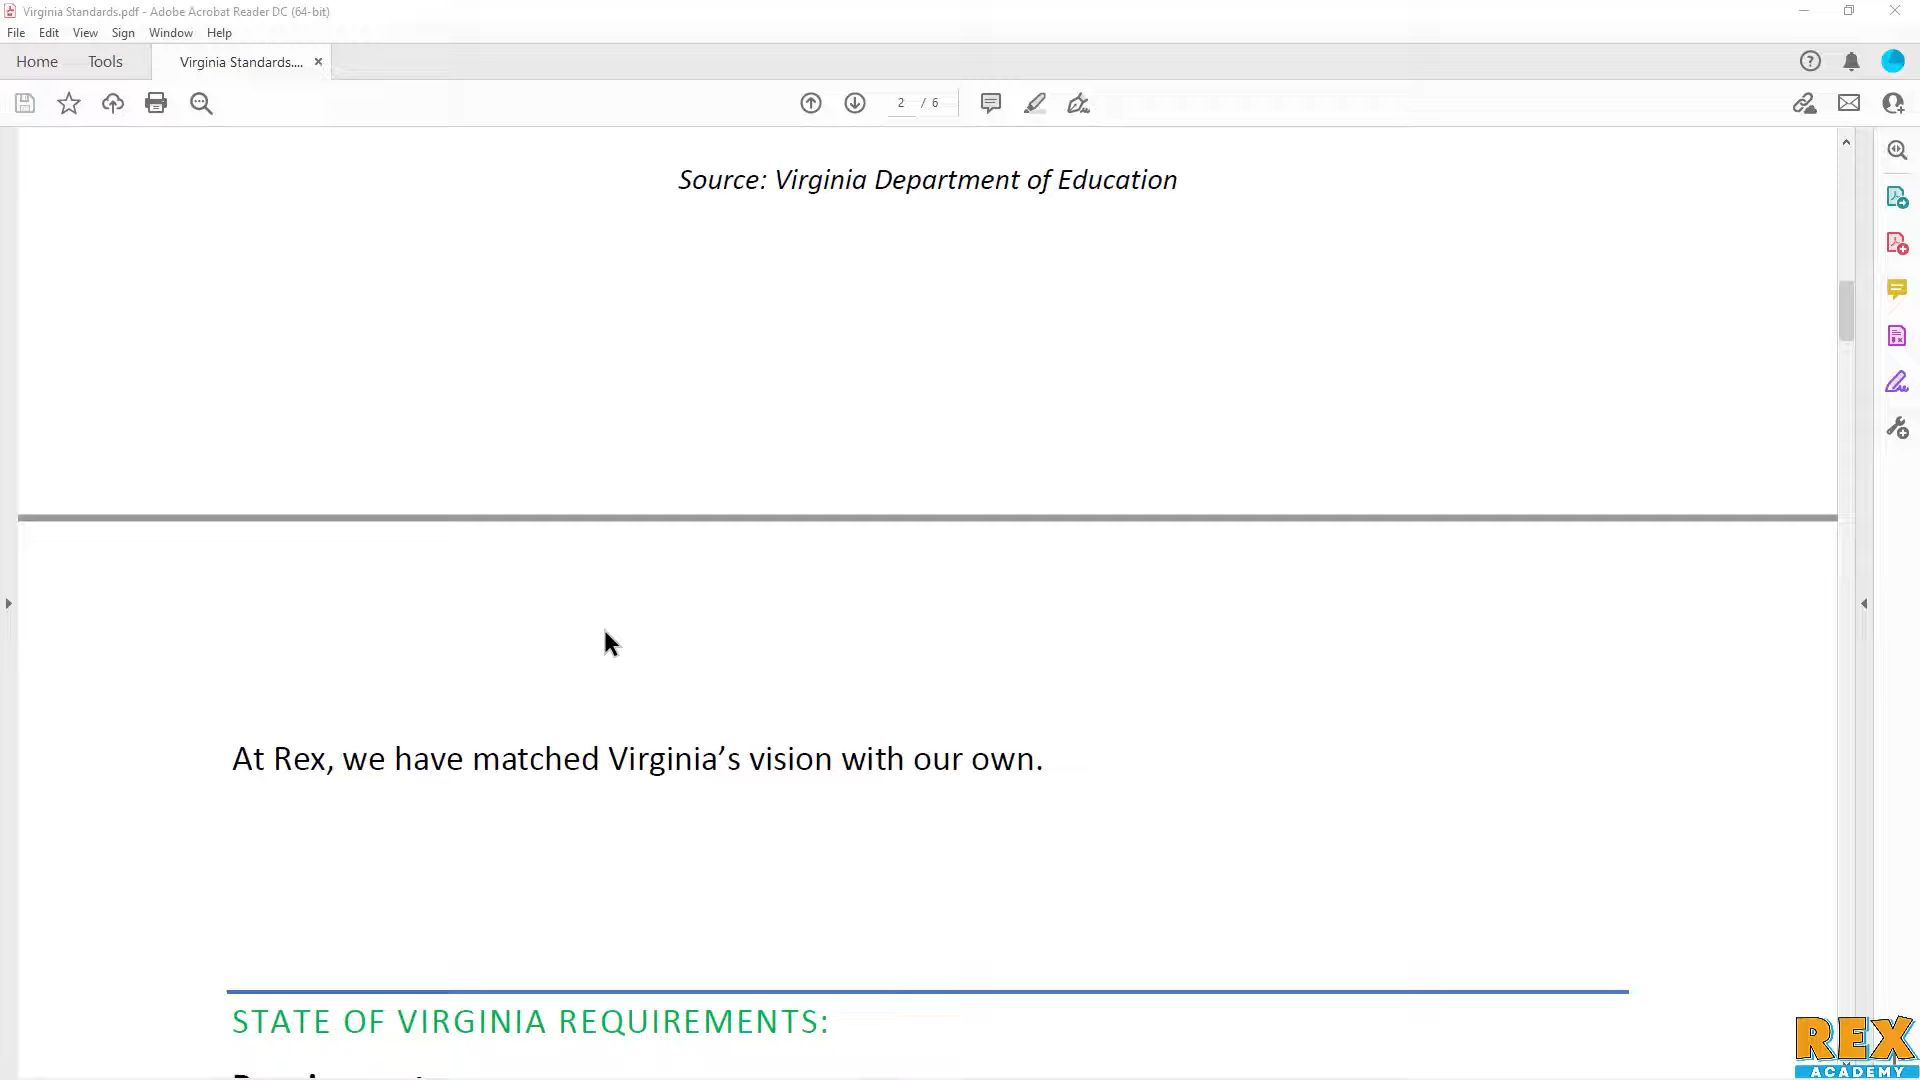 Virginia Standards.pdf - Adobe Acrobat Reader DC (64-bit)
File Edit View Sign Window Help
Home Tools Virginia Standards....
2 / 6
Source: Virginia Department of Education
At Rex, we have matched Virginia’s vision with our own.
STATE OF VIRGINIA REQUIREMENTS:
REX
ACADEMY